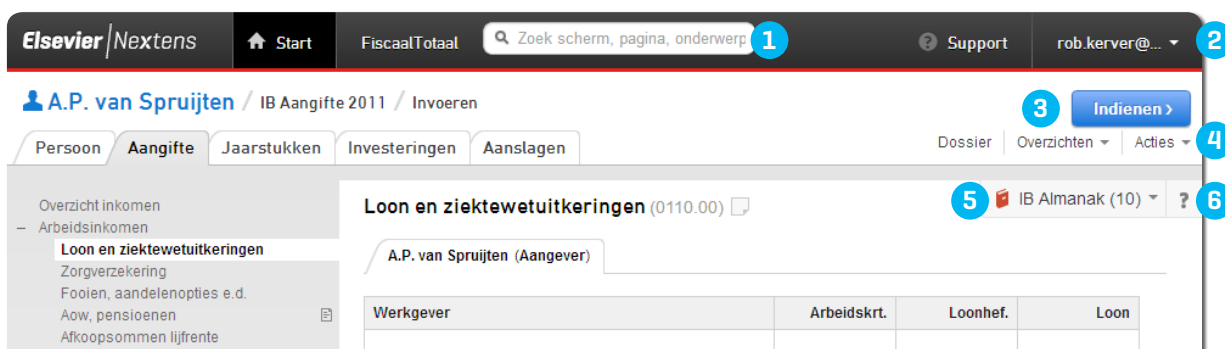 Elsevier Nextens Start FiscaalTotaal Zoek scherm, pagina, onderwerp 1 Support rob.kerver@... 2
A.P. van Spruijten / IB Aangifte 2011 / Invoeren 3 Indienen ›
Persoon Aangifte Jaarstukken Investeringen Aanslagen Dossier Overzichten Acties 4
Overzicht inkomen Loon en ziektewetuitkeringen (0110.00) 5 IB Almanak (10) ? 6
– Arbeidsinkomen
Loon en ziektewetuitkeringen A.P. van Spruijten (Aangever)
Zorgverzekering
Fooien, aandelenopties e.d.
Aow, pensioenen Werkgever Arbeidskrt. Loonhef. Loon
Afkoopsommen lijfrente